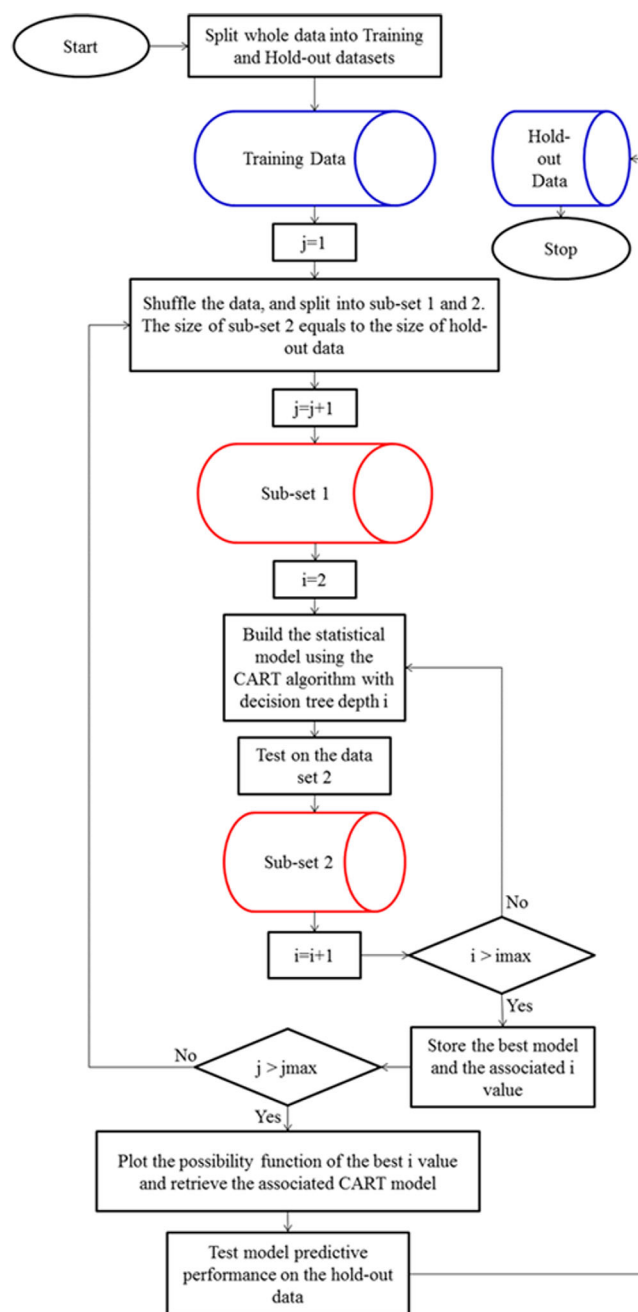 Start
Split whole data into Training
and Hold-out datasets
Training Data
Hold-
out
Data
j=1
Stop
Shuffle the data, and split into sub-set 1 and 2.
The size of sub-set 2 equals to the size of hold-
out data
j=j+1
Sub-set 1
i=2
Build the statistical
model using the
CART algorithm with
decision tree depth i
Test on the data
set 2
Sub-set 2
No
i=i+1
i > imax
Yes
No
j > jmax
Store the best model
and the associated i
value
Yes
Plot the possibility function of the best i value
and retrieve the associated CART model
Test model predictive
performance on the hold-out
data